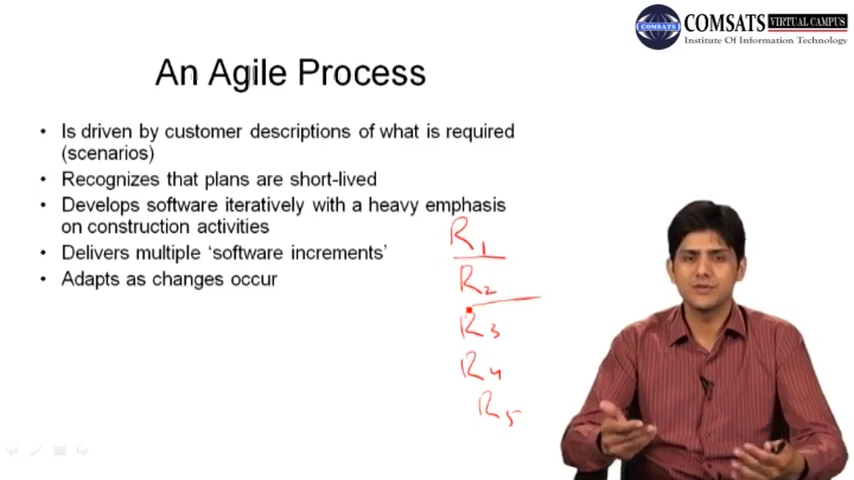 COMSATS VIRTUAL CAMPUS
Institute Of Information Technology
COMSATS
An Agile Process
• Is driven by customer descriptions of what is required
(scenarios)
• Recognizes that plans are short-lived
• Develops software iteratively with a heavy emphasis
on construction activities
• Delivers multiple ‘software increments’
• Adapts as changes occur
R1
R2
R3
R4
R5